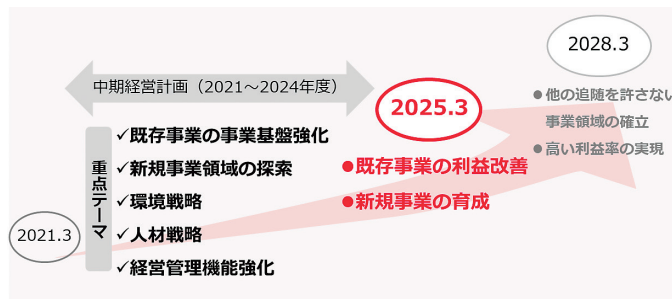 2028.3
中期経営計画（2021～2024年度）
2025.3
●他の追随を許さない
事業領域の確立
●高い利益率の実現
重点テーマ
✓既存事業の事業基盤強化
✓新規事業領域の探索
✓環境戦略
✓人材戦略
✓経営管理機能強化
●既存事業の利益改善
●新規事業の育成
2021.3